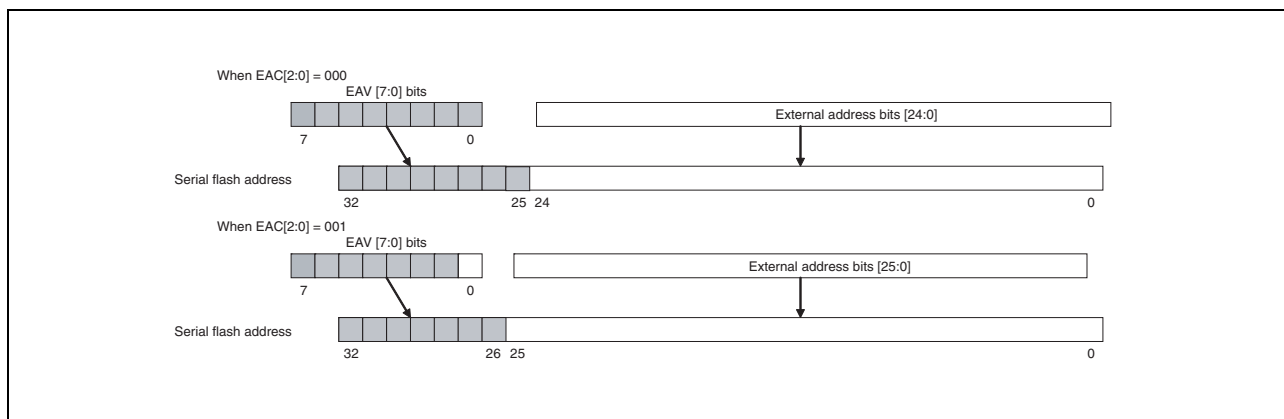 When EAC[2:0] = 000
EAV [7:0] bits
External address bits [24:0]
7 0
Serial flash address
32 25 24 0
When EAC[2:0] = 001
EAV [7:0] bits
External address bits [25:0]
7 0
Serial flash address
32 26 25 0